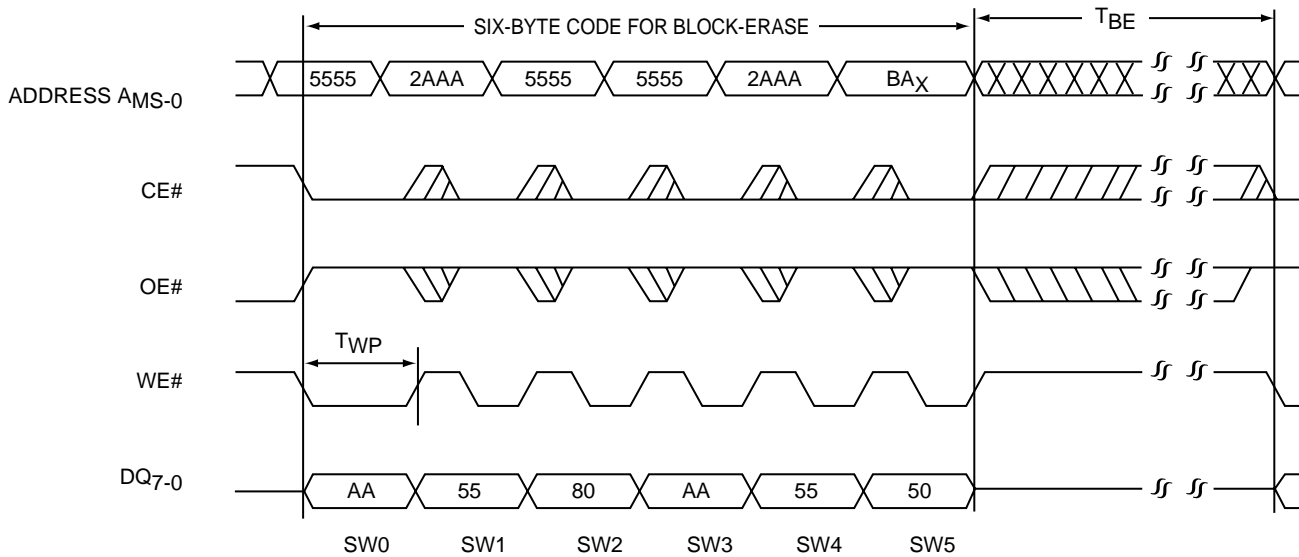 SIX-BYTE CODE FOR BLOCK-ERASE TBE
ADDRESS AMS-0 5555 2AAA 5555 5555 2AAA BAX
CE#
OE#
TWP
WE#
DQ7-0 AA 55 80 AA 55 50
SW0 SW1 SW2 SW3 SW4 SW5